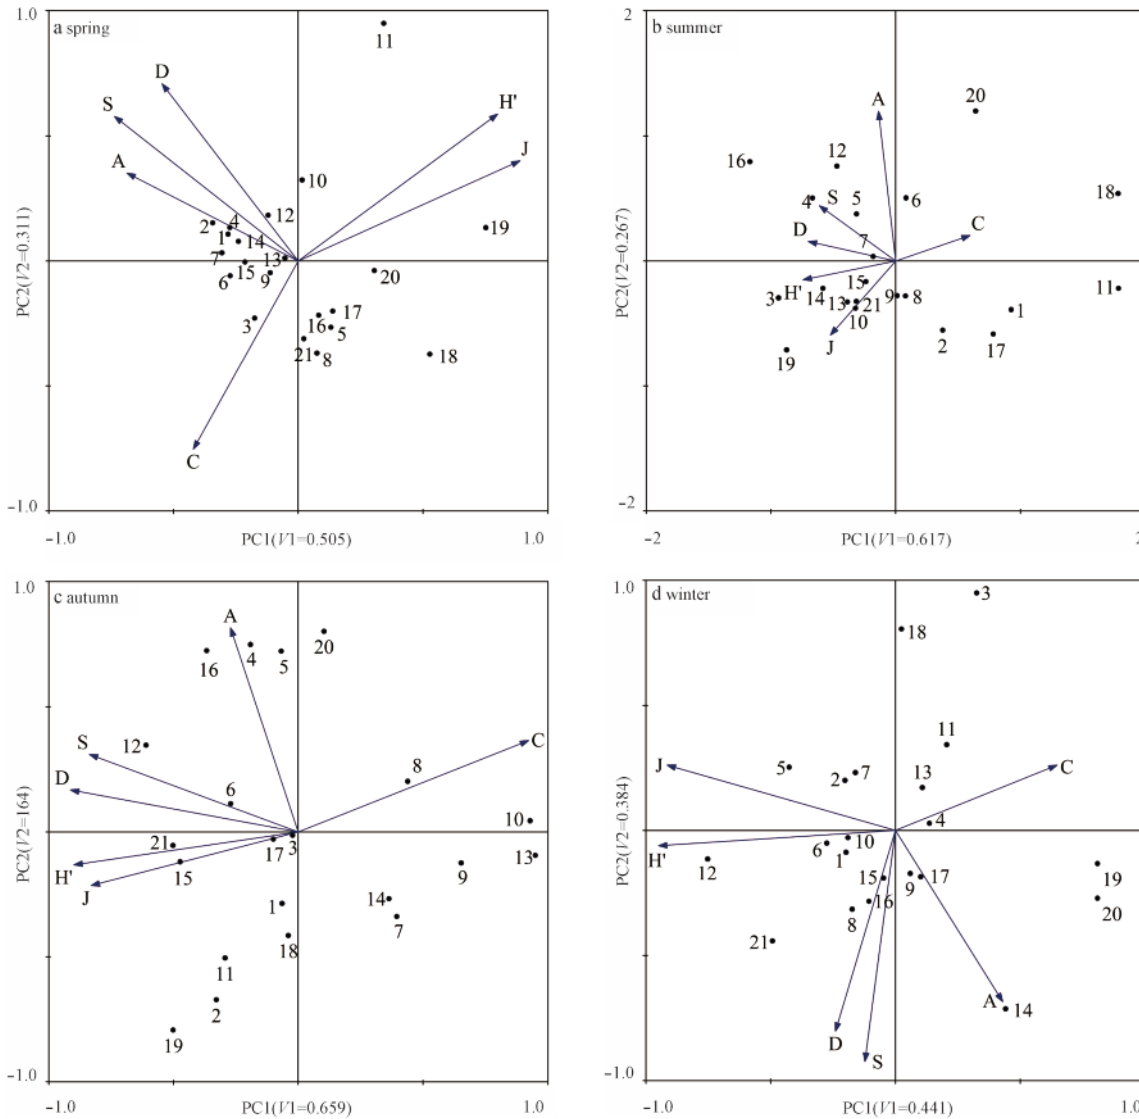 1.0
a spring
11
D
H'
S
J
A
10
12
2
4
19
1
14
7
13
15
20
6
9
3
16
17
5
21
8
18
C
PC2(V2=0.311)
-1.0
-1.0
PC1(V1=0.505)
1.0
2
b summer
20
A
12
16
18
4
S
5
6
D
C
7
H'
15
11
3
14
13
21
9
8
10
1
J
2
17
19
PC2(V2=0.267)
-2
-2
PC1(V1=0.617)
2
1.0
c autumn
A
20
16
4
5
12
S
C
D
8
6
10
21
17
3
13
H'
15
9
J
14
1
7
18
11
2
19
PC2(V2=164)
-1.0
-1.0
PC1(V1=0.659)
1.0
1.0
d winter
3
18
11
J
5
2
7
C
13
4
H'
6
10
12
1
15
9
17
19
16
8
20
21
A
14
D
S
PC2(V2=0.384)
-1.0
-1.0
PC1(V1=0.441)
1.0